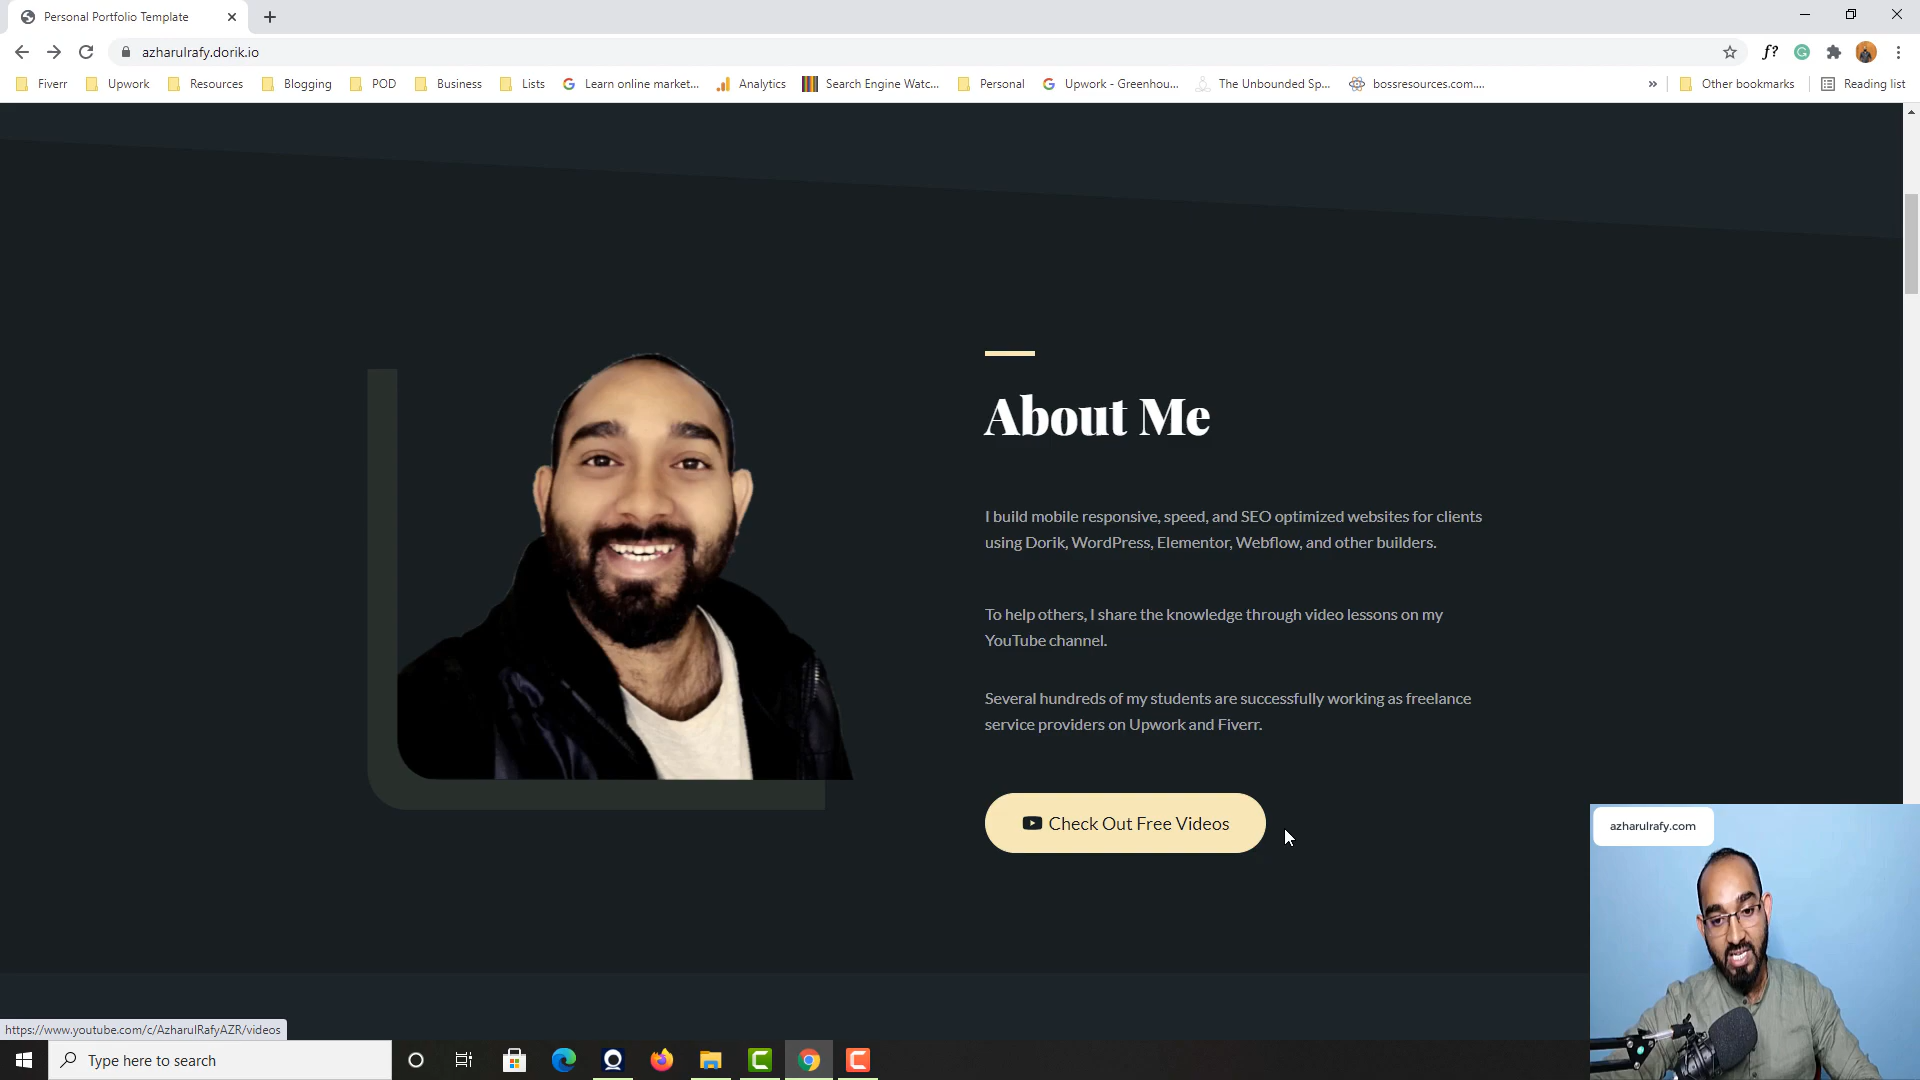 Personal Portfolio Template
azharulrafy.dorik.io
f?
Fiverr
Upwork
Resources
Blogging
POD
Business
Lists
Learn online market...
Analytics
Search Engine Watc...
Personal
Upwork - Greenhou...
The Unbounded Sp...
bossresources.com....
»
Other bookmarks
Reading list
About Me
I build mobile responsive, speed, and SEO optimized websites for clients
using Dorik, WordPress, Elementor, Webflow, and other builders.
To help others, I share the knowledge through video lessons on my
YouTube channel.
Several hundreds of my students are successfully working as freelance
service providers on Upwork and Fiverr.
Check Out Free Videos
azharulrafy.com
https://www.youtube.com/c/AzharulRafyAZR/videos
Type here to search